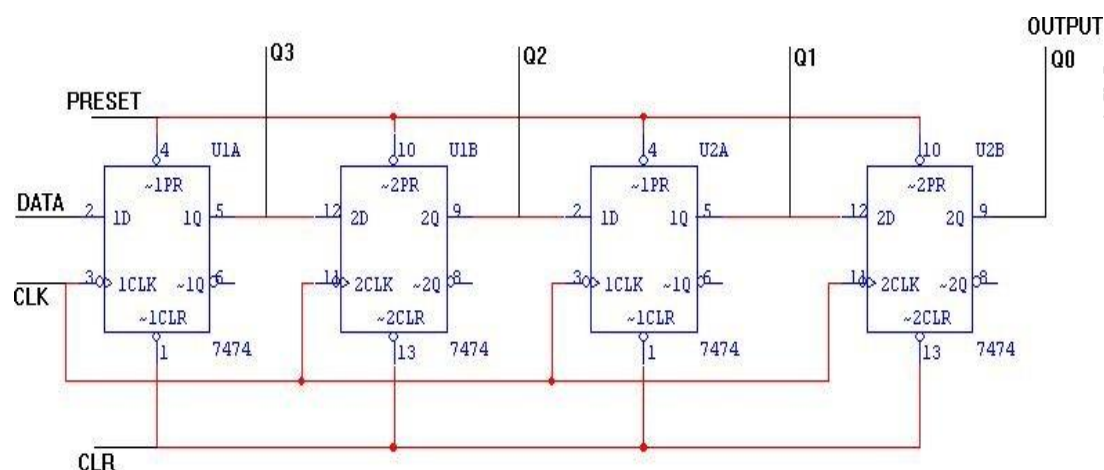 OUTPUT
Q3
Q2
Q1
Q0
PRESET
4
U1A
10
U1B
4
U2A
10
U2B
~1PR
~2PR
~1PR
~2PR
DATA
2
1D
1Q
5
12
2D
2Q
9
2
1D
1Q
5
12
2D
2Q
9
3
1CLK
~1Q
6
11
2CLK
~2Q
8
3
1CLK
~1Q
6
11
2CLK
~2Q
8
CLK
~1CLR
~2CLR
~1CLR
~2CLR
1
7474
13
7474
1
7474
13
7474
CLR